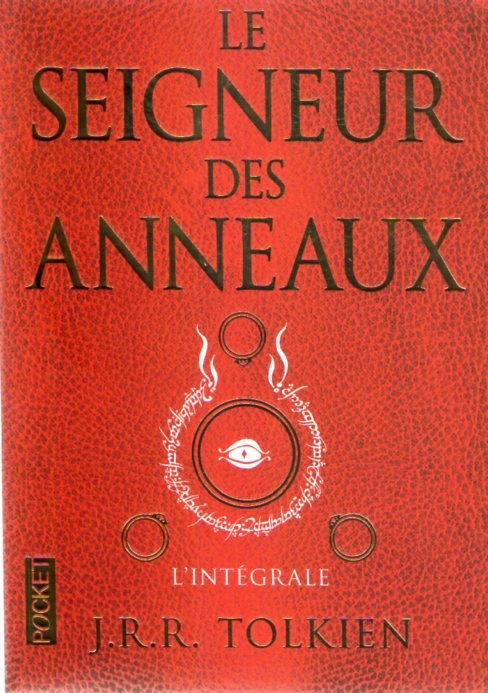 LE
SEIGNEUR
DES
ANNEAUX
L'INTÉGRALE
J.R.R. TOLKIEN
POCKET